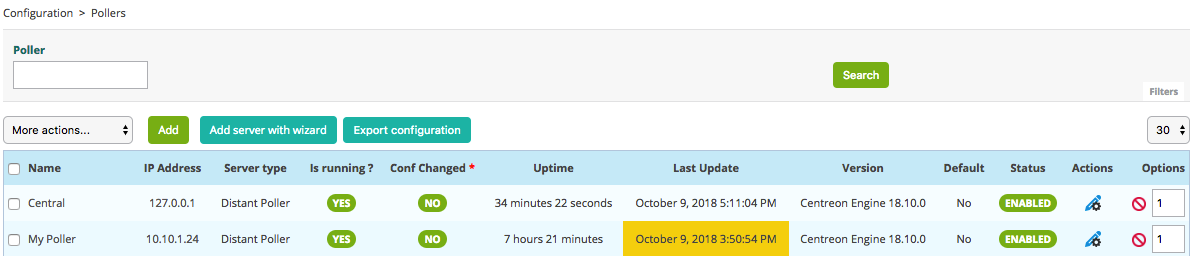 Configuration > Pollers
Poller
Search
Filters
More actions... Add Add server with wizard Export configuration 30
Name IP Address Server type Is running ? Conf Changed * Uptime Last Update Version Default Status Actions Options
Central 127.0.0.1 Distant Poller YES NO 34 minutes 22 seconds October 9, 2018 5:11:04 PM Centreon Engine 18.10.0 No ENABLED 1
My Poller 10.10.1.24 Distant Poller YES NO 7 hours 21 minutes October 9, 2018 3:50:54 PM Centreon Engine 18.10.0 No ENABLED 1